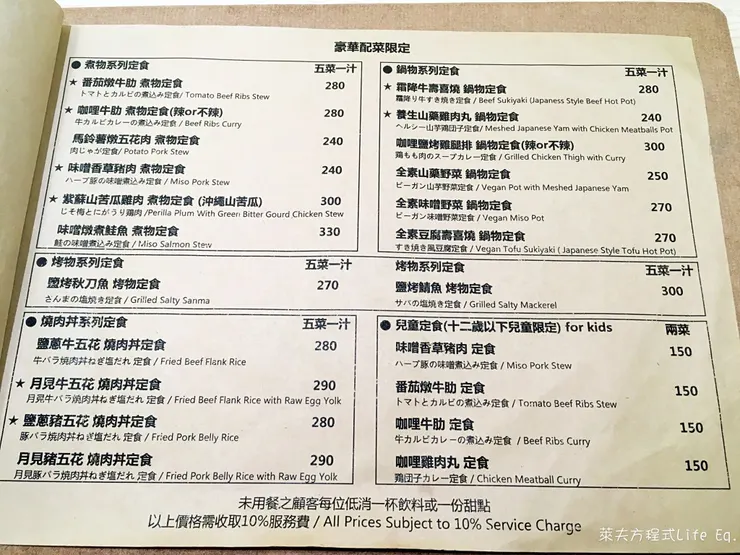 豪華配菜限定
● 煮物系列定食 五菜一汁
★ 番茄燉牛肋 煮物定食 280
トマトとカルビの煮込み定食 / Tomato Beef Ribs Stew
★ 咖哩牛肋 煮物定食(辣or不辣) 280
牛カルビカレーの煮込み定食 / Beef Ribs Curry
馬鈴薯燉五花肉 煮物定食 240
肉じゃが定食/ Potato Pork Stew
★ 味噌香草豬肉 煮物定食 240
ハーブ豚の味噌煮込み定食 / Miso Pork Stew
★ 紫蘇山苦瓜雞肉 煮物定食 (沖繩山苦瓜) 300
じそ梅とにがうり鶏肉 /Perilla Plum With Green Bitter Gourd Chicken Stew
味噌燉煮鮭魚 煮物定食 330
鮭の味噌煮込み定食 / Miso Salmon Stew
● 鍋物系列定食 五菜一汁
★ 霜降牛壽喜燒 鍋物定食 280
霜降り牛すき焼き定食 / Beef Sukiyaki (Japanss Style Beef Hot Pot)
★ 養生山藥雞肉丸 鍋物定食 240
ヘルシー山芋鶏団子定食 / Meshed Japanese Yam with Chicken Meatballs Pot
咖哩鹽烤雞腿排 鍋物定食(辣or不辣) 300
鶏もも肉のスープカレー定食 / Grilled Chicken Thigh with Curry
全素山藥野菜 鍋物定食 250
ビーガン山芋野菜定食 / Vegan Pot with Meshed Japanese Yam
全素味噌野菜 鍋物定食 270
ビーガン味噌野菜定食 / Vegan Miso Pot
全素豆腐壽喜燒 鍋物定食 270
すき焼き風豆腐定食 / Vegan Tofu Sukiyaki ( Japanese Style Tofu Hot Pot)
● 烤物系列定食 五菜一汁
鹽烤秋刀魚 烤物定食 270
さんまの塩焼き定食 / Grilled Salty Sanma
烤物系列定食 五菜一汁
鹽烤鯖魚 烤物定食 300
サバの塩焼き定食 / Grilled Salty Mackerel
● 燒肉丼系列定食 五菜一汁
鹽蔥牛五花 燒肉丼定食 280
牛バラ焼肉丼ねぎ塩だれ 定食 / Fried Beef Flank Rice
★ 月見牛五花 燒肉丼定食 290
月見牛バラ焼肉丼ねぎ塩だれ 定食 / Fried Beef Flank Rice with Raw Egg Yolk
★ 鹽蔥豬五花 燒肉丼定食 280
豚バラ焼肉丼ねぎ塩だれ 定食 / Fried Pork Belly Rice
月見豬五花 燒肉丼定食 290
月見豚バラ焼肉丼ねぎ塩だれ 定食 / Fried Pork Belly Rice with Raw Egg Yolk
● 兒童定食(十二歲以下兒童限定) for kids 兩菜
味噌香草豬肉 定食 150
ハーブ豚の味噌煮込み定食 / Miso Pork Stew
番茄燉牛肋 定食 150
トマトとカルビの煮込み定食 / Tomato Beef Ribs Stew
咖哩牛肋 定食 150
牛カルビカレーの煮込み定食 / Beef Ribs Curry
咖哩雞肉丸 定食 150
鶏団子カレー定食 / Chicken Meatball Curry
未用餐之顧客每位低消一杯飲料或一份甜點
以上價格需收取10%服務費 / All Prices Subject to 10% Service Charge
萊夫方程式Life Eq.